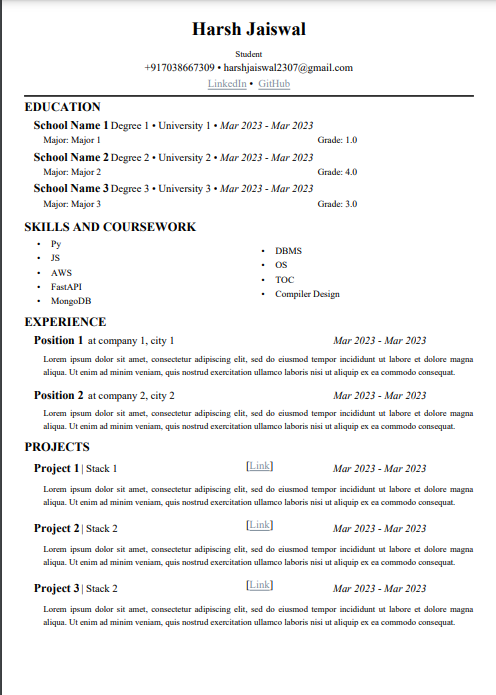 Harsh Jaiswal
Student
+917038667309 • harshjaiswal2307@gmail.com
LinkedIn • GitHub
EDUCATION
School Name 1 Degree 1 • University 1 • Mar 2023 - Mar 2023
Major: Major 1 Grade: 1.0
School Name 2 Degree 2 • University 2 • Mar 2023 - Mar 2023
Major: Major 2 Grade: 4.0
School Name 3 Degree 3 • University 3 • Mar 2023 - Mar 2023
Major: Major 3 Grade: 3.0
SKILLS AND COURSEWORK
• Py
• JS
• AWS
• FastAPI
• MongoDB
• DBMS
• OS
• TOC
• Compiler Design
EXPERIENCE
Position 1 at company 1, city 1 Mar 2023 - Mar 2023
Lorem ipsum dolor sit amet, consectetur adipiscing elit, sed do eiusmod tempor incididunt ut labore et dolore magna
aliqua. Ut enim ad minim veniam, quis nostrud exercitation ullamco laboris nisi ut aliquip ex ea commodo consequat.
Position 2 at company 2, city 2 Mar 2023 - Mar 2023
Lorem ipsum dolor sit amet, consectetur adipiscing elit, sed do eiusmod tempor incididunt ut labore et dolore magna
aliqua. Ut enim ad minim veniam, quis nostrud exercitation ullamco laboris nisi ut aliquip ex ea commodo consequat.
PROJECTS
Project 1 | Stack 1 [Link] Mar 2023 - Mar 2023
Lorem ipsum dolor sit amet, consectetur adipiscing elit, sed do eiusmod tempor incididunt ut labore et dolore magna
aliqua. Ut enim ad minim veniam, quis nostrud exercitation ullamco laboris nisi ut aliquip ex ea commodo consequat.
Project 2 | Stack 2 [Link] Mar 2023 - Mar 2023
Lorem ipsum dolor sit amet, consectetur adipiscing elit, sed do eiusmod tempor incididunt ut labore et dolore magna
aliqua. Ut enim ad minim veniam, quis nostrud exercitation ullamco laboris nisi ut aliquip ex ea commodo consequat.
Project 3 | Stack 2 [Link] Mar 2023 - Mar 2023
Lorem ipsum dolor sit amet, consectetur adipiscing elit, sed do eiusmod tempor incididunt ut labore et dolore magna
aliqua. Ut enim ad minim veniam, quis nostrud exercitation ullamco laboris nisi ut aliquip ex ea commodo consequat.